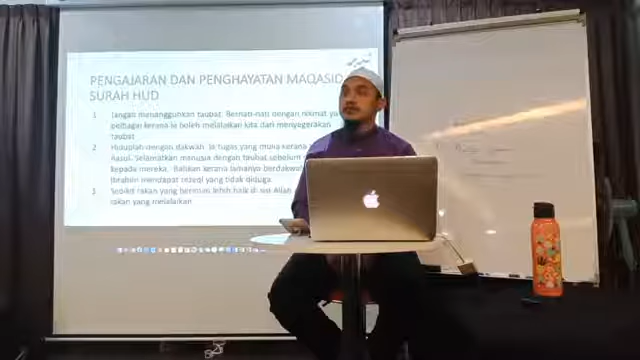 PENGAJARAN DAN PENGHAYATAN MAQASID
SURAH HUD
1 Jangan menangguhkan taubat. Berhati-hati dengan nikmat
pelbagai kerana ia boleh melalaikan kita dari menyegerakan
taubat
2 Hiduplah dengan dakwah. Ia tugas yang mulia kerana
Rasul. Selamatkan manusia dengan taubat sebelum
kepada mereka. Bahkan kerana lamanya berdakwah
Ibrahim mendapat rezeqi yang tidak diduga.
3 Sedikit rakan yang beriman lebih baik di sisi Allah
rakan yang melalaikan